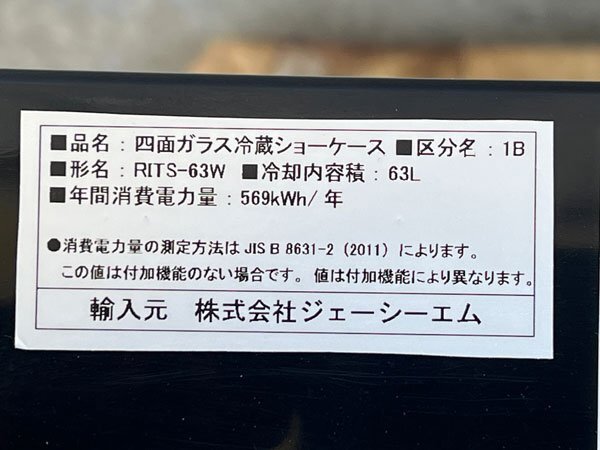 ■品名：四面ガラス冷蔵ショーケース ■区分名：1B
■形名：RITS-63W ■冷却内容積：63L
■年間消費電力量：569kWh/年
●消費電力量の測定方法は JIS B 8631-2（2011）によります。
この値は付加機能のない場合です。値は付加機能により異なります。
輸入元　株式会社ジェーシーエム